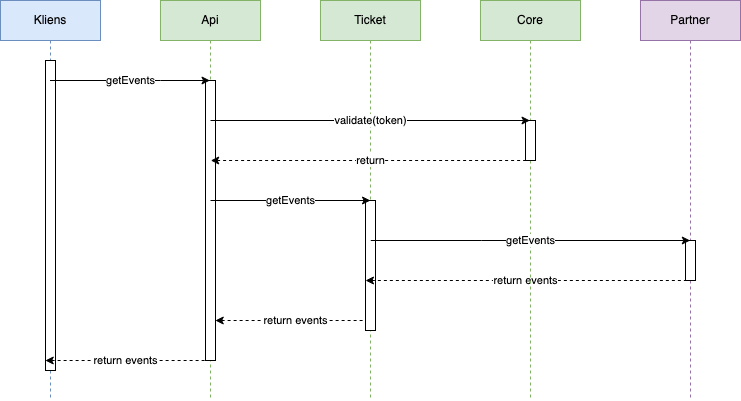 Kliens
Api
Ticket
Core
Partner
getEvents
validate(token)
return
getEvents
getEvents
return events
return events
return events